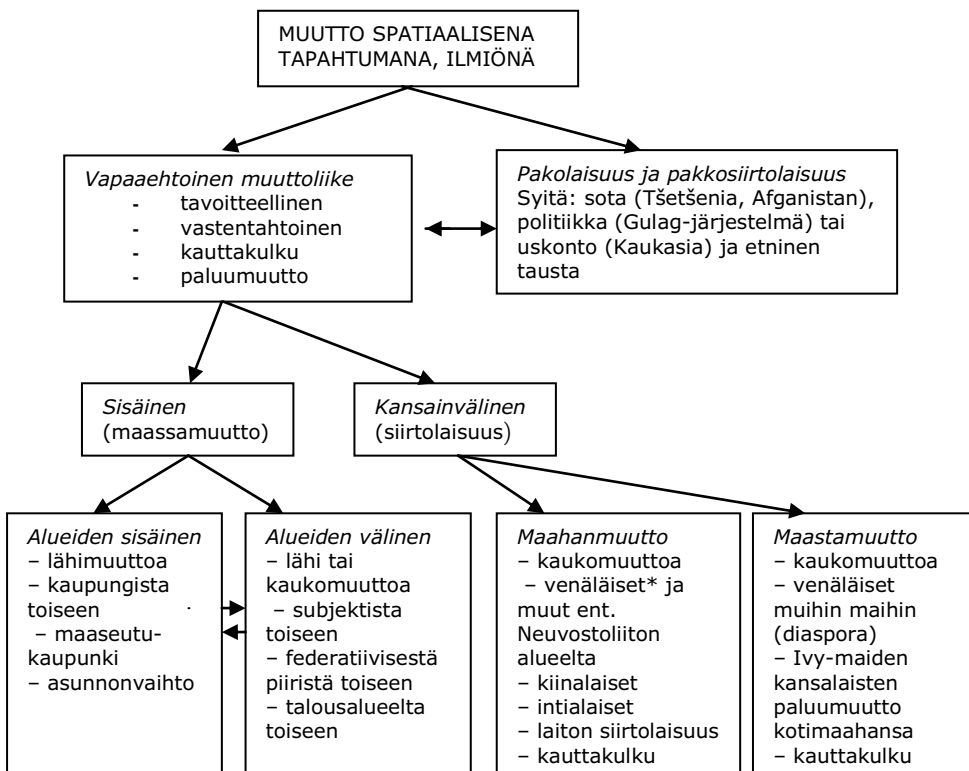 MUUTTO SPATIAALISENA
TAPAHTUMANA, ILMIÖNÄ
Vapaaehtoinen muuttoliike
- tavoitteellinen
- vastentahtoinen
- kauttakulku
- paluumuutto
Pakolaisuus ja pakkosiirtolaisuus
Syitä: sota (Tšetšenia, Afganistan),
politiikka (Gulag-järjestelmä) tai
uskonto (Kaukasia) ja etninen
tausta
Sisäinen
(maassamuutto)
Kansainvälinen
(siirtolaisuus)
Alueiden sisäinen
– lähimuuttoa
– kaupungista
toiseen
– maaseutu-
kaupunki
– asunnonvaihto
Alueiden välinen
– lähi tai
kaukomuuttoa
– subjektista
toiseen
– federatiivisestä
piiristä toiseen
– talousalueelta
toiseen
Maahanmuutto
– kaukomuuttoa
– venäläiset* ja
muut ent.
Neuvostoliiton
alueelta
– kiinalaiset
– intialaiset
– laiton siirtolaisuus
– kauttakulku
Maastamuutto
– kaukomuuttoa
– venäläiset
muihin maihin
(diaspora)
– Ivy-maiden
kansalaisten
paluumuutto
kotimaahansa
– kauttakulku